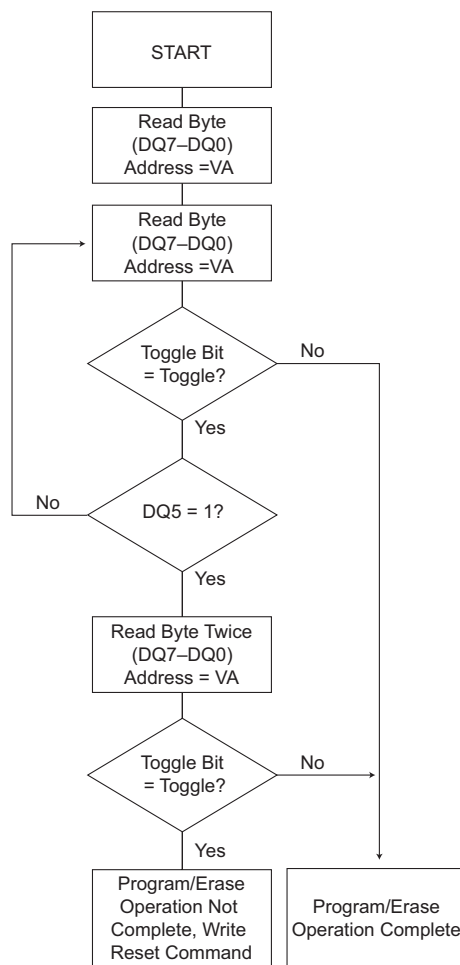 START
Read Byte
(DQ7–DQ0)
Address =VA
Read Byte
(DQ7–DQ0)
Address =VA
Toggle Bit
= Toggle?
No
Yes
No
DQ5 = 1?
Yes
Read Byte Twice
(DQ7–DQ0)
Address = VA
Toggle Bit
= Toggle?
No
Yes
Program/Erase
Operation Not
Complete, Write
Reset Command
Program/Erase
Operation Complete